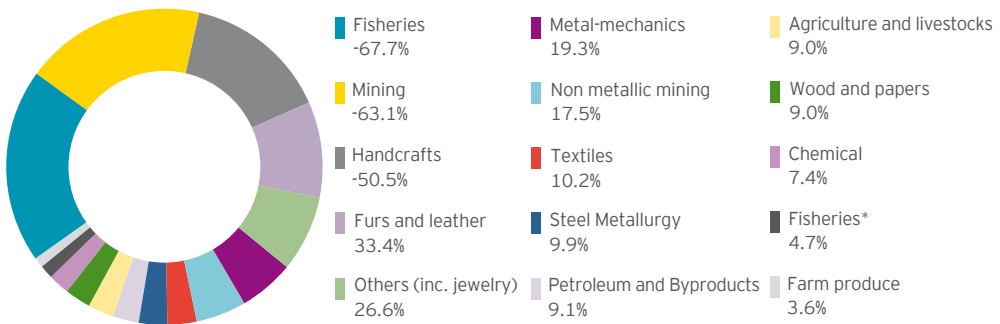 Fisheries
-67.7%
Mining
-63.1%
Handcrafts
-50.5%
Furs and leather
33.4%
Others (inc. jewelry)
26.6%
Metal-mechanics
19.3%
Non metallic mining
17.5%
Textiles
10.2%
Steel Metallurgy
9.9%
Petroleum and Byproducts
9.1%
Agriculture and livestocks
9.0%
Wood and papers
9.0%
Chemical
7.4%
Fisheries*
4.7%
Farm produce
3.6%